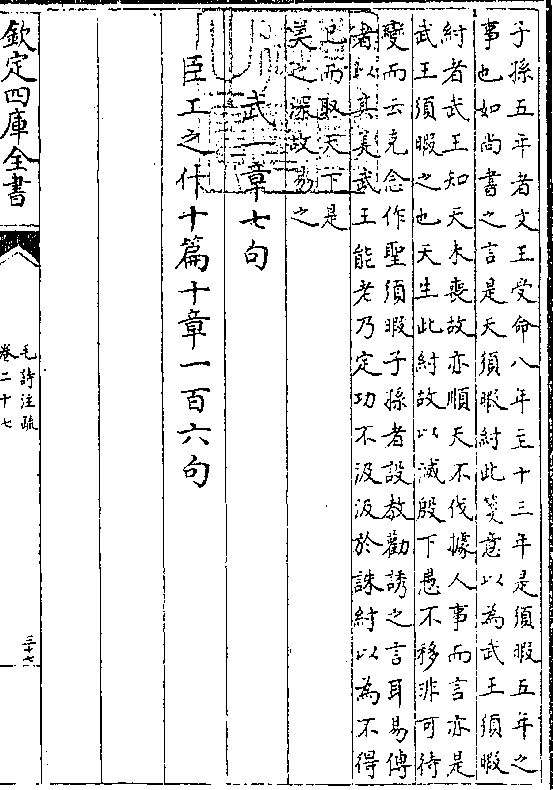 子孫五年者文王受命八年至十三年是須暇五年之
事也如尚書之言是天須暇紂此箋意以為武王須暇
紂者武王知天未喪故亦順天不伐據人事而言亦是
武王須暇之也天生此紂故以滅殷下愚不移非可待
變而云克念作聖須暇子孫者設教勸誘之言耳易傳
者以其美武王能老乃定功不汲汲於誅紂以為不得
已而取天下是
美之深故易之
武一章七句
臣工之什十篇十章一百六句
欽定四庫全書
毛詩注疏
卷二十七
三十七